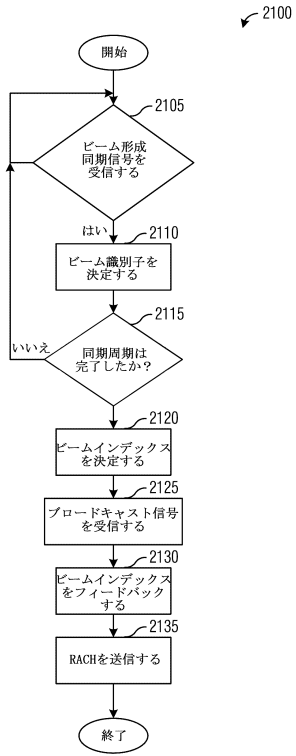 2100
開始
2105
ビーム形成
同期信号を
受信する
はい
2110
ビーム識別子を
決定する
2115
同期周期は
完了したか?
いいえ
2120
ビームインデックス
を決定する
2125
ブロードキャスト信号
を受信する
2130
ビームインデックス
をフィードバック
する
2135
RACHを送信する
終了